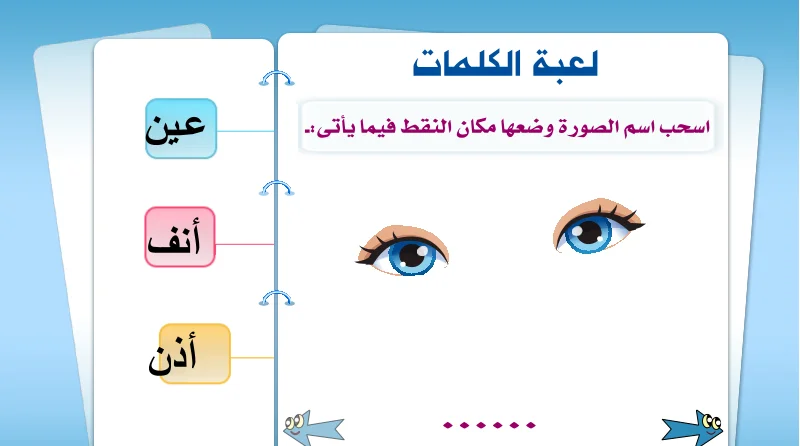 لعبة الكلمات
اسحب اسم الصورة وضعها مكان النقط فيما يأتى :ـ
عين
أنف
أذن